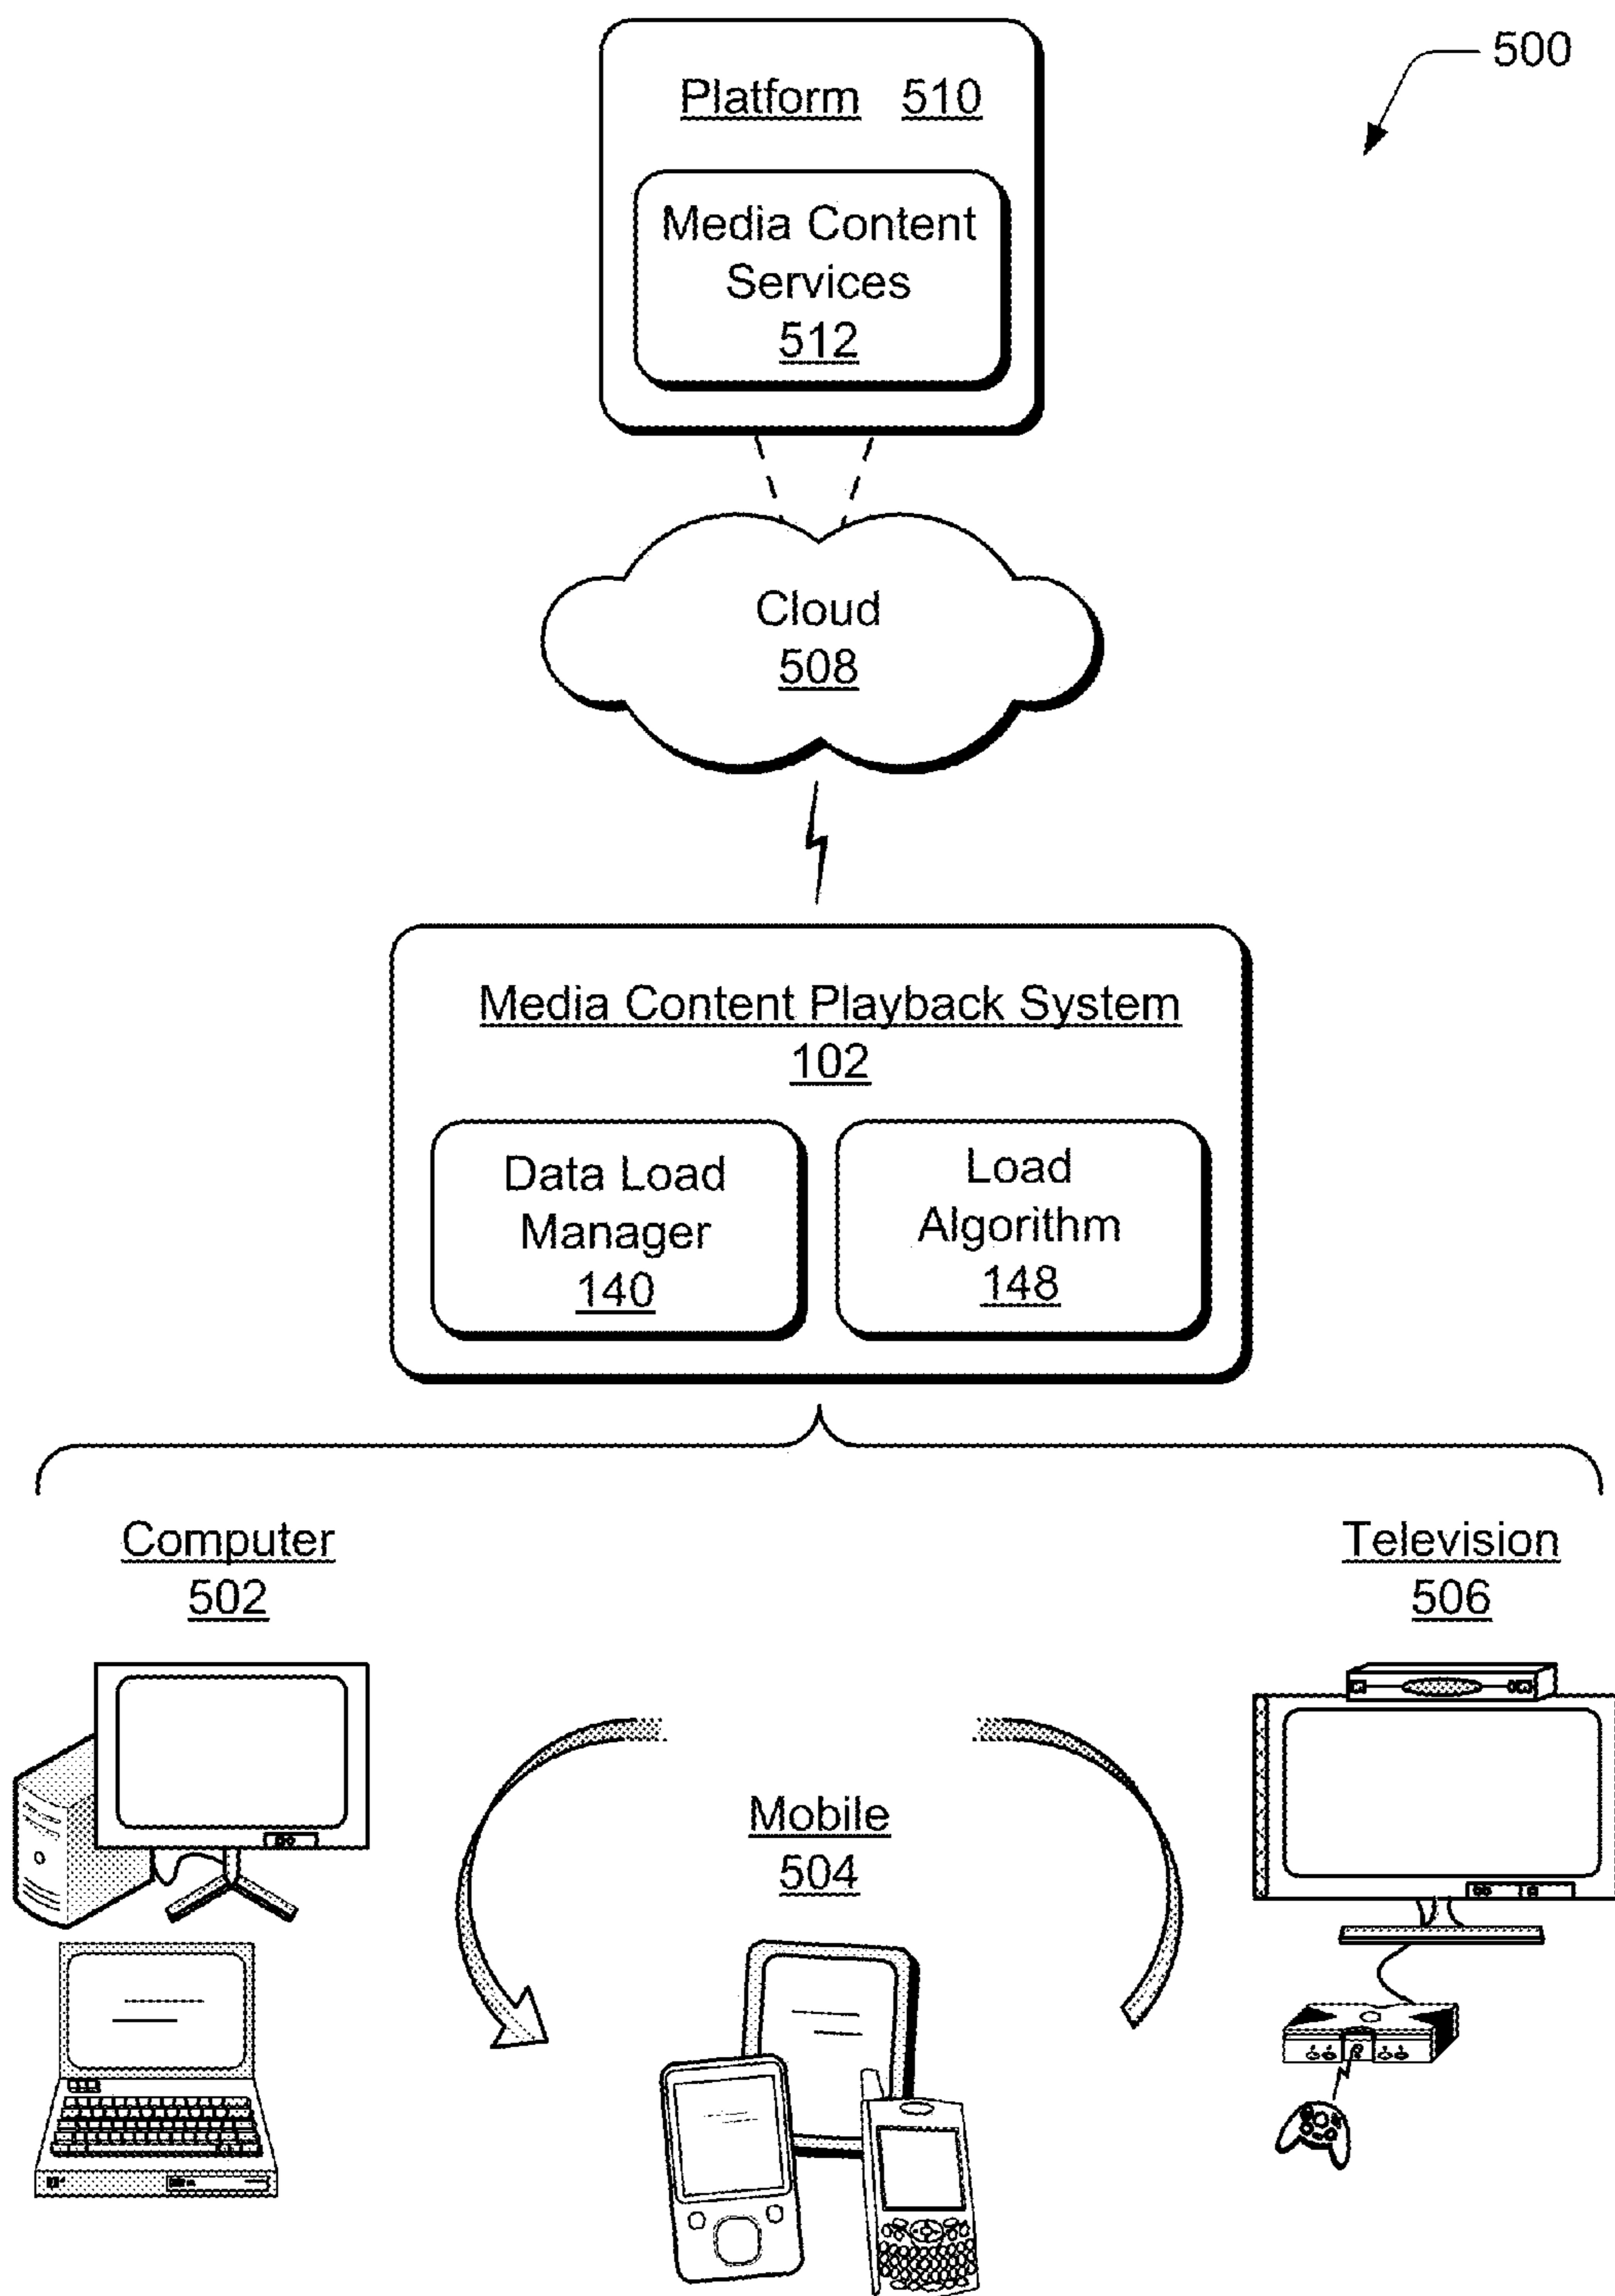 500
Platform 510
Media Content
Services
512
Cloud
508
Media Content Playback System
102
Data Load
Manager
140
Load
Algorithm
148
Computer
502
Television
506
Mobile
504